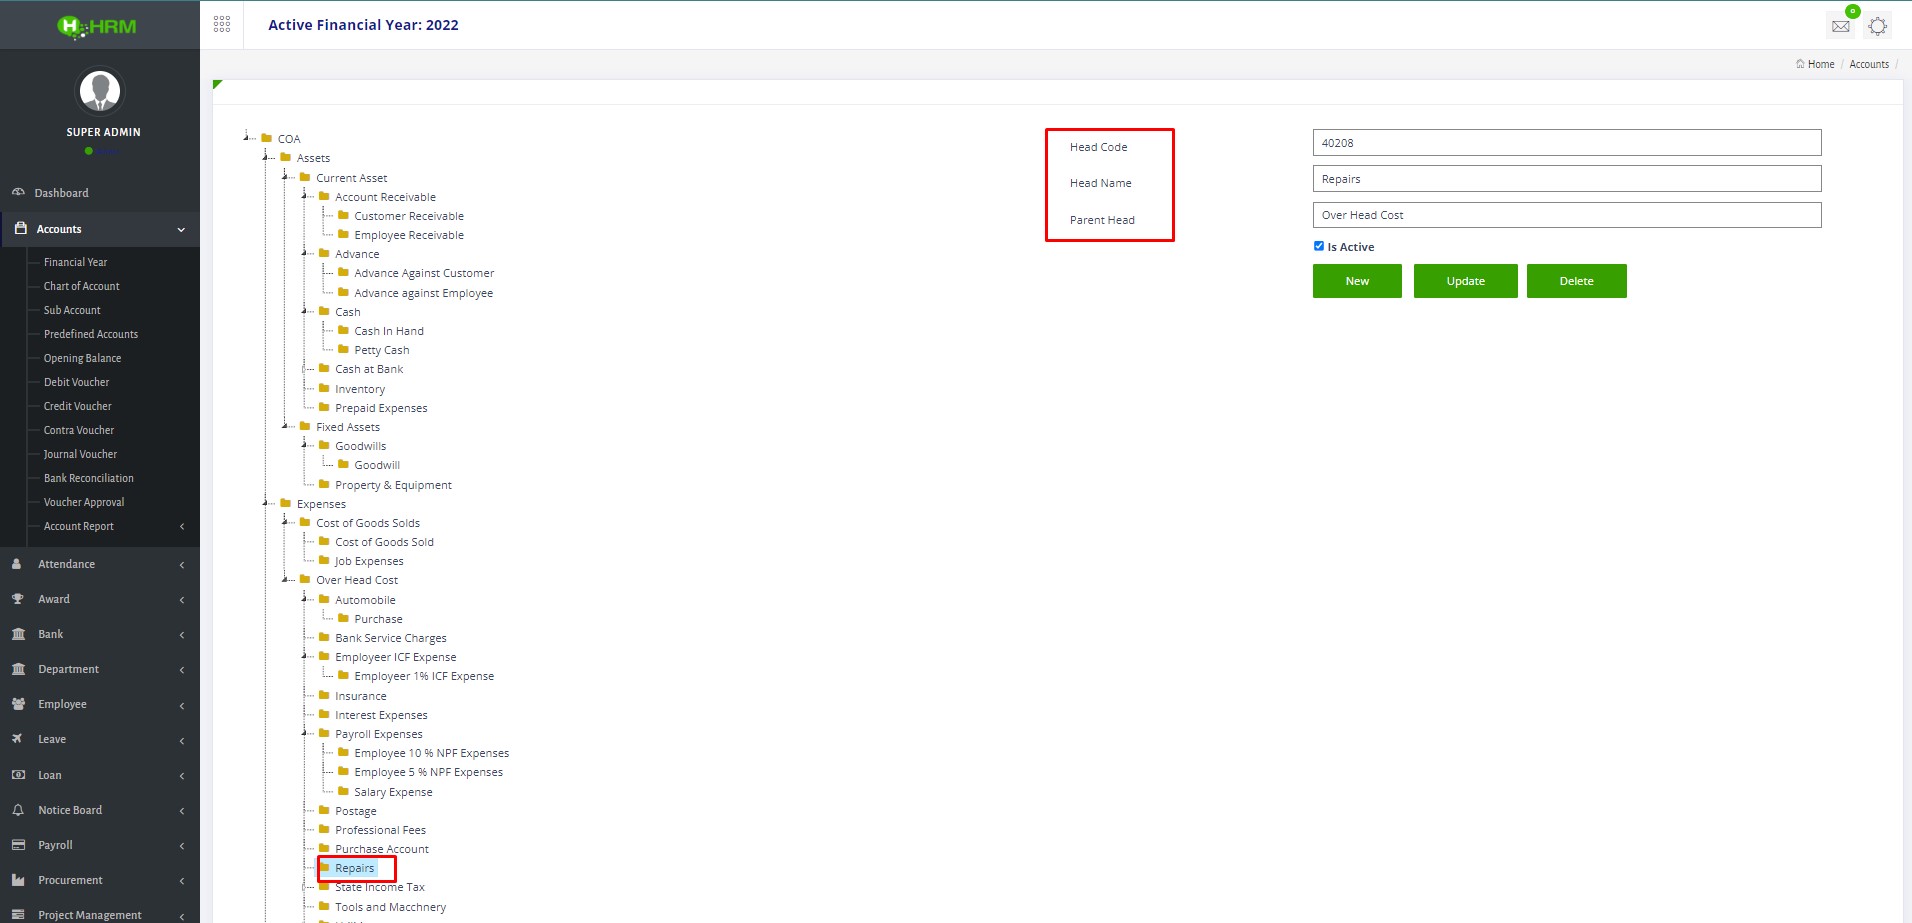 HRM
SUPER ADMIN
Dashboard
Accounts
Financial Year
Chart of Account
Sub Account
Predefined Accounts
Opening Balance
Debit Voucher
Credit Voucher
Contra Voucher
Journal Voucher
Bank Reconciliation
Voucher Approval
Account Report
Attendance
Award
Bank
Department
Employee
Leave
Loan
Notice Board
Payroll
Procurement
Project Management
Active Financial Year: 2022
0
Home / Accounts /
COA
Assets
Current Asset
Account Receivable
Customer Receivable
Employee Receivable
Advance
Advance Against Customer
Advance against Employee
Cash
Cash In Hand
Petty Cash
Cash at Bank
Inventory
Prepaid Expenses
Fixed Assets
Goodwills
Goodwill
Property & Equipment
Expenses
Cost of Goods Solds
Cost of Goods Sold
Job Expenses
Over Head Cost
Automobile
Purchase
Bank Service Charges
Employeer ICF Expense
Employeer 1% ICF Expense
Insurance
Interest Expenses
Payroll Expenses
Employee 10 % NPF Expenses
Employee 5 % NPF Expenses
Salary Expense
Postage
Professional Fees
Purchase Account
Repairs
State Income Tax
Tools and Macchnery
Head Code
40208
Head Name
Repairs
Parent Head
Over Head Cost
Is Active
New
Update
Delete